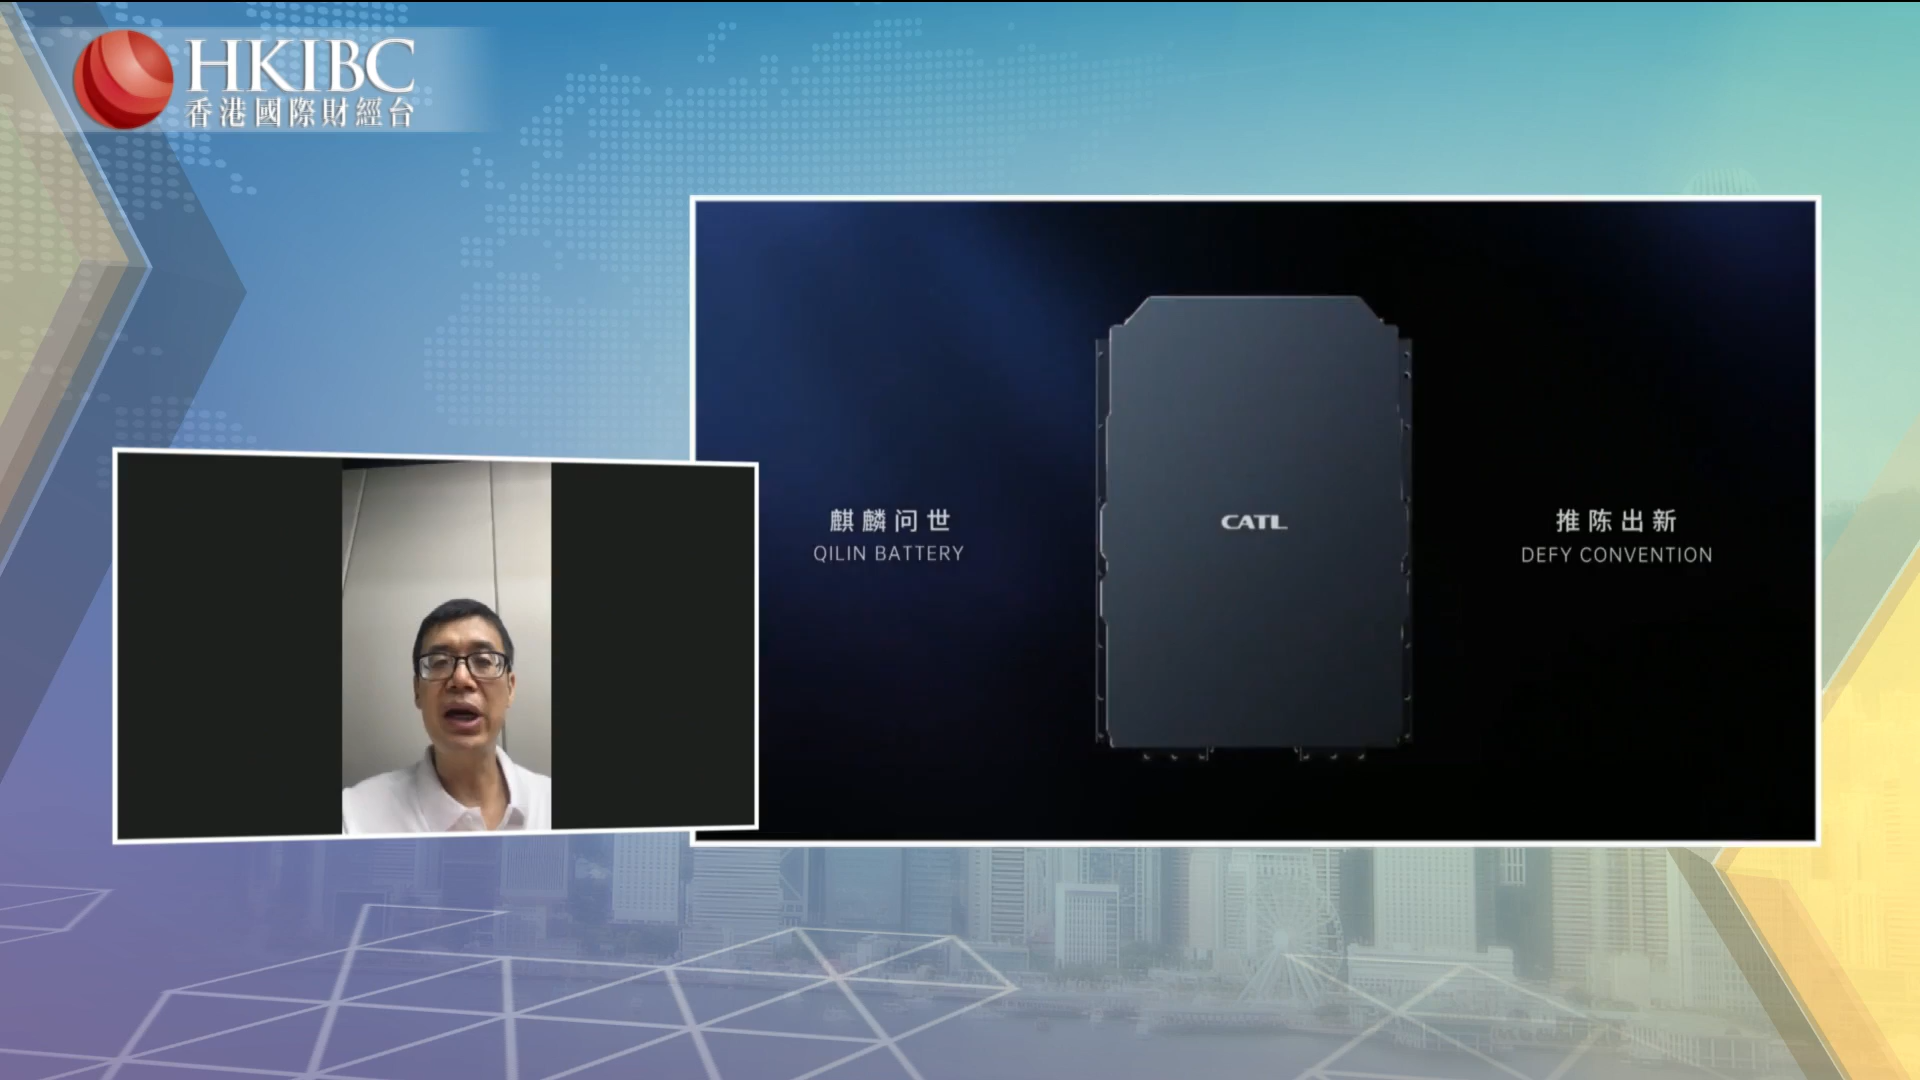 HKIBC
香港國際財經台
麒麟问世
QILIN BATTERY
CATL
推陈出新
DEFY CONVENTION